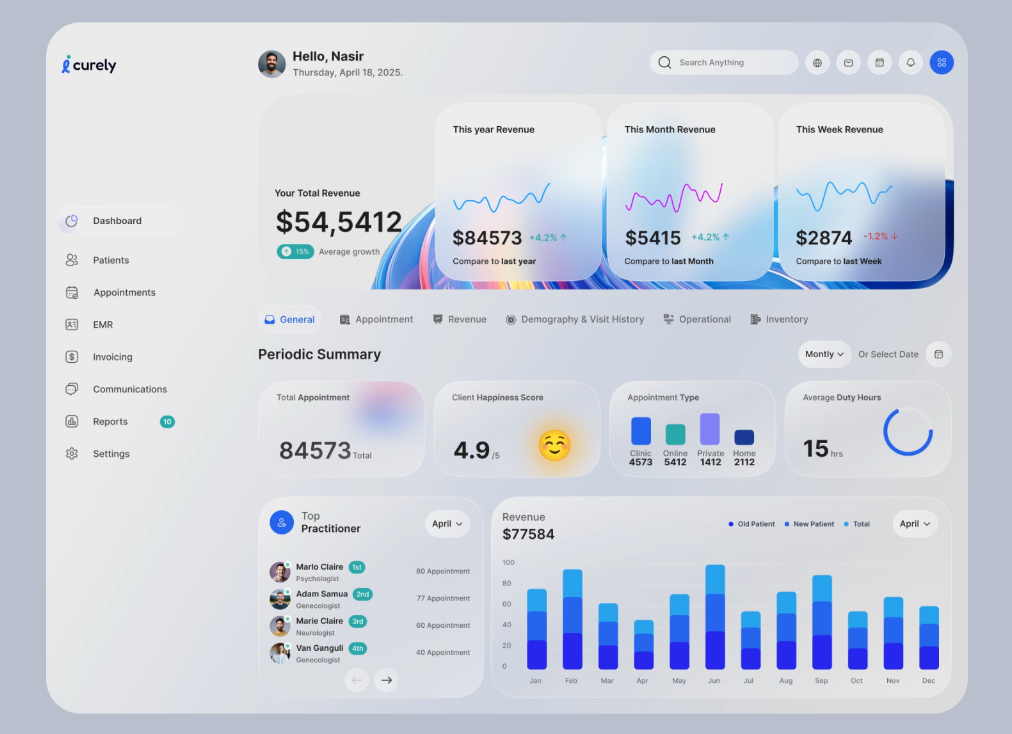 curely
Hello, Nasir
Thursday, April 18, 2025.
Search Anything
Dashboard
Patients
Appointments
EMR
Invoicing
Communications
Reports 10
Settings
Your Total Revenue
$54,5412
15% Average growth
This year Revenue
$84573 +4.2% ↑
Compare to last year
This Month Revenue
$5415 +4.2% ↑
Compare to last Month
This Week Revenue
$2874 -1.2% ↓
Compare to last Week
General Appointment Revenue Demography & Visit History Operational Inventory
Periodic Summary
Montly Or Select Date
Total Appointment
84573 Total
Client Happiness Score
4.9 /5
Appointment Type
Clinic Online Private Home
4573 5412 1412 2112
Average Duty Hours
15 hrs
Top
Practitioner
April
Marlo Claire 1st
Psychologist
80 Appointment
Adam Samua 2nd
Genecologist
77 Appointment
Marie Claire 3rd
Neurologist
60 Appointment
Van Ganguli 4th
Genecologist
40 Appointment
Revenue
$77584
Old Patient New Patient Total
April
100
80
60
40
20
0
Jan Feb Mar Apr May Jun Jul Aug Sep Oct Nov Dec